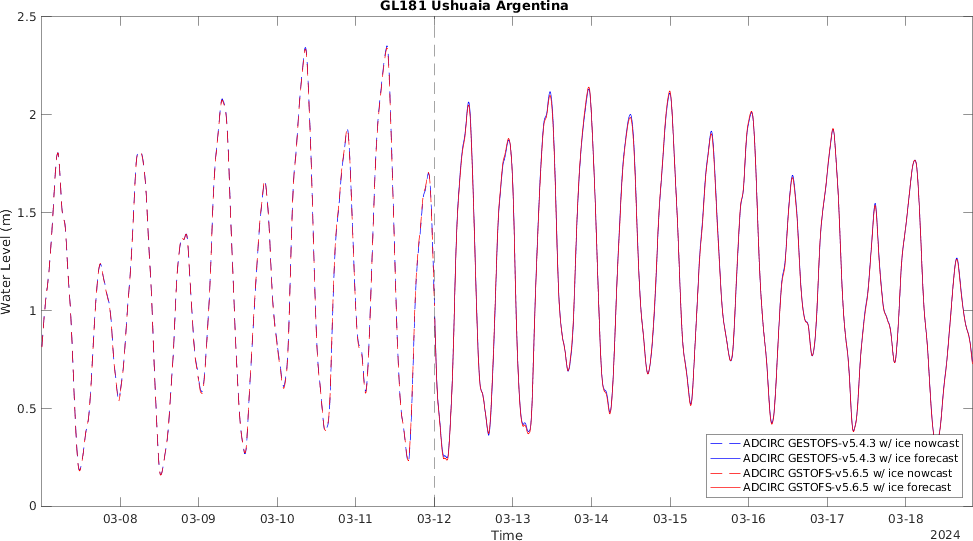 GL181 Ushuaia Argentina
2.5
2
1.5
1
0.5
0
Water Level (m)
ADCIRC GESTOFS-v5.4.3 w/ ice nowcast
ADCIRC GESTOFS-v5.4.3 w/ ice forecast
ADCIRC GSTOFS-v5.6.5 w/ ice nowcast
ADCIRC GSTOFS-v5.6.5 w/ ice forecast
03-08 03-09 03-10 03-11 03-12 03-13 03-14 03-15 03-16 03-17 03-18
Time
2024